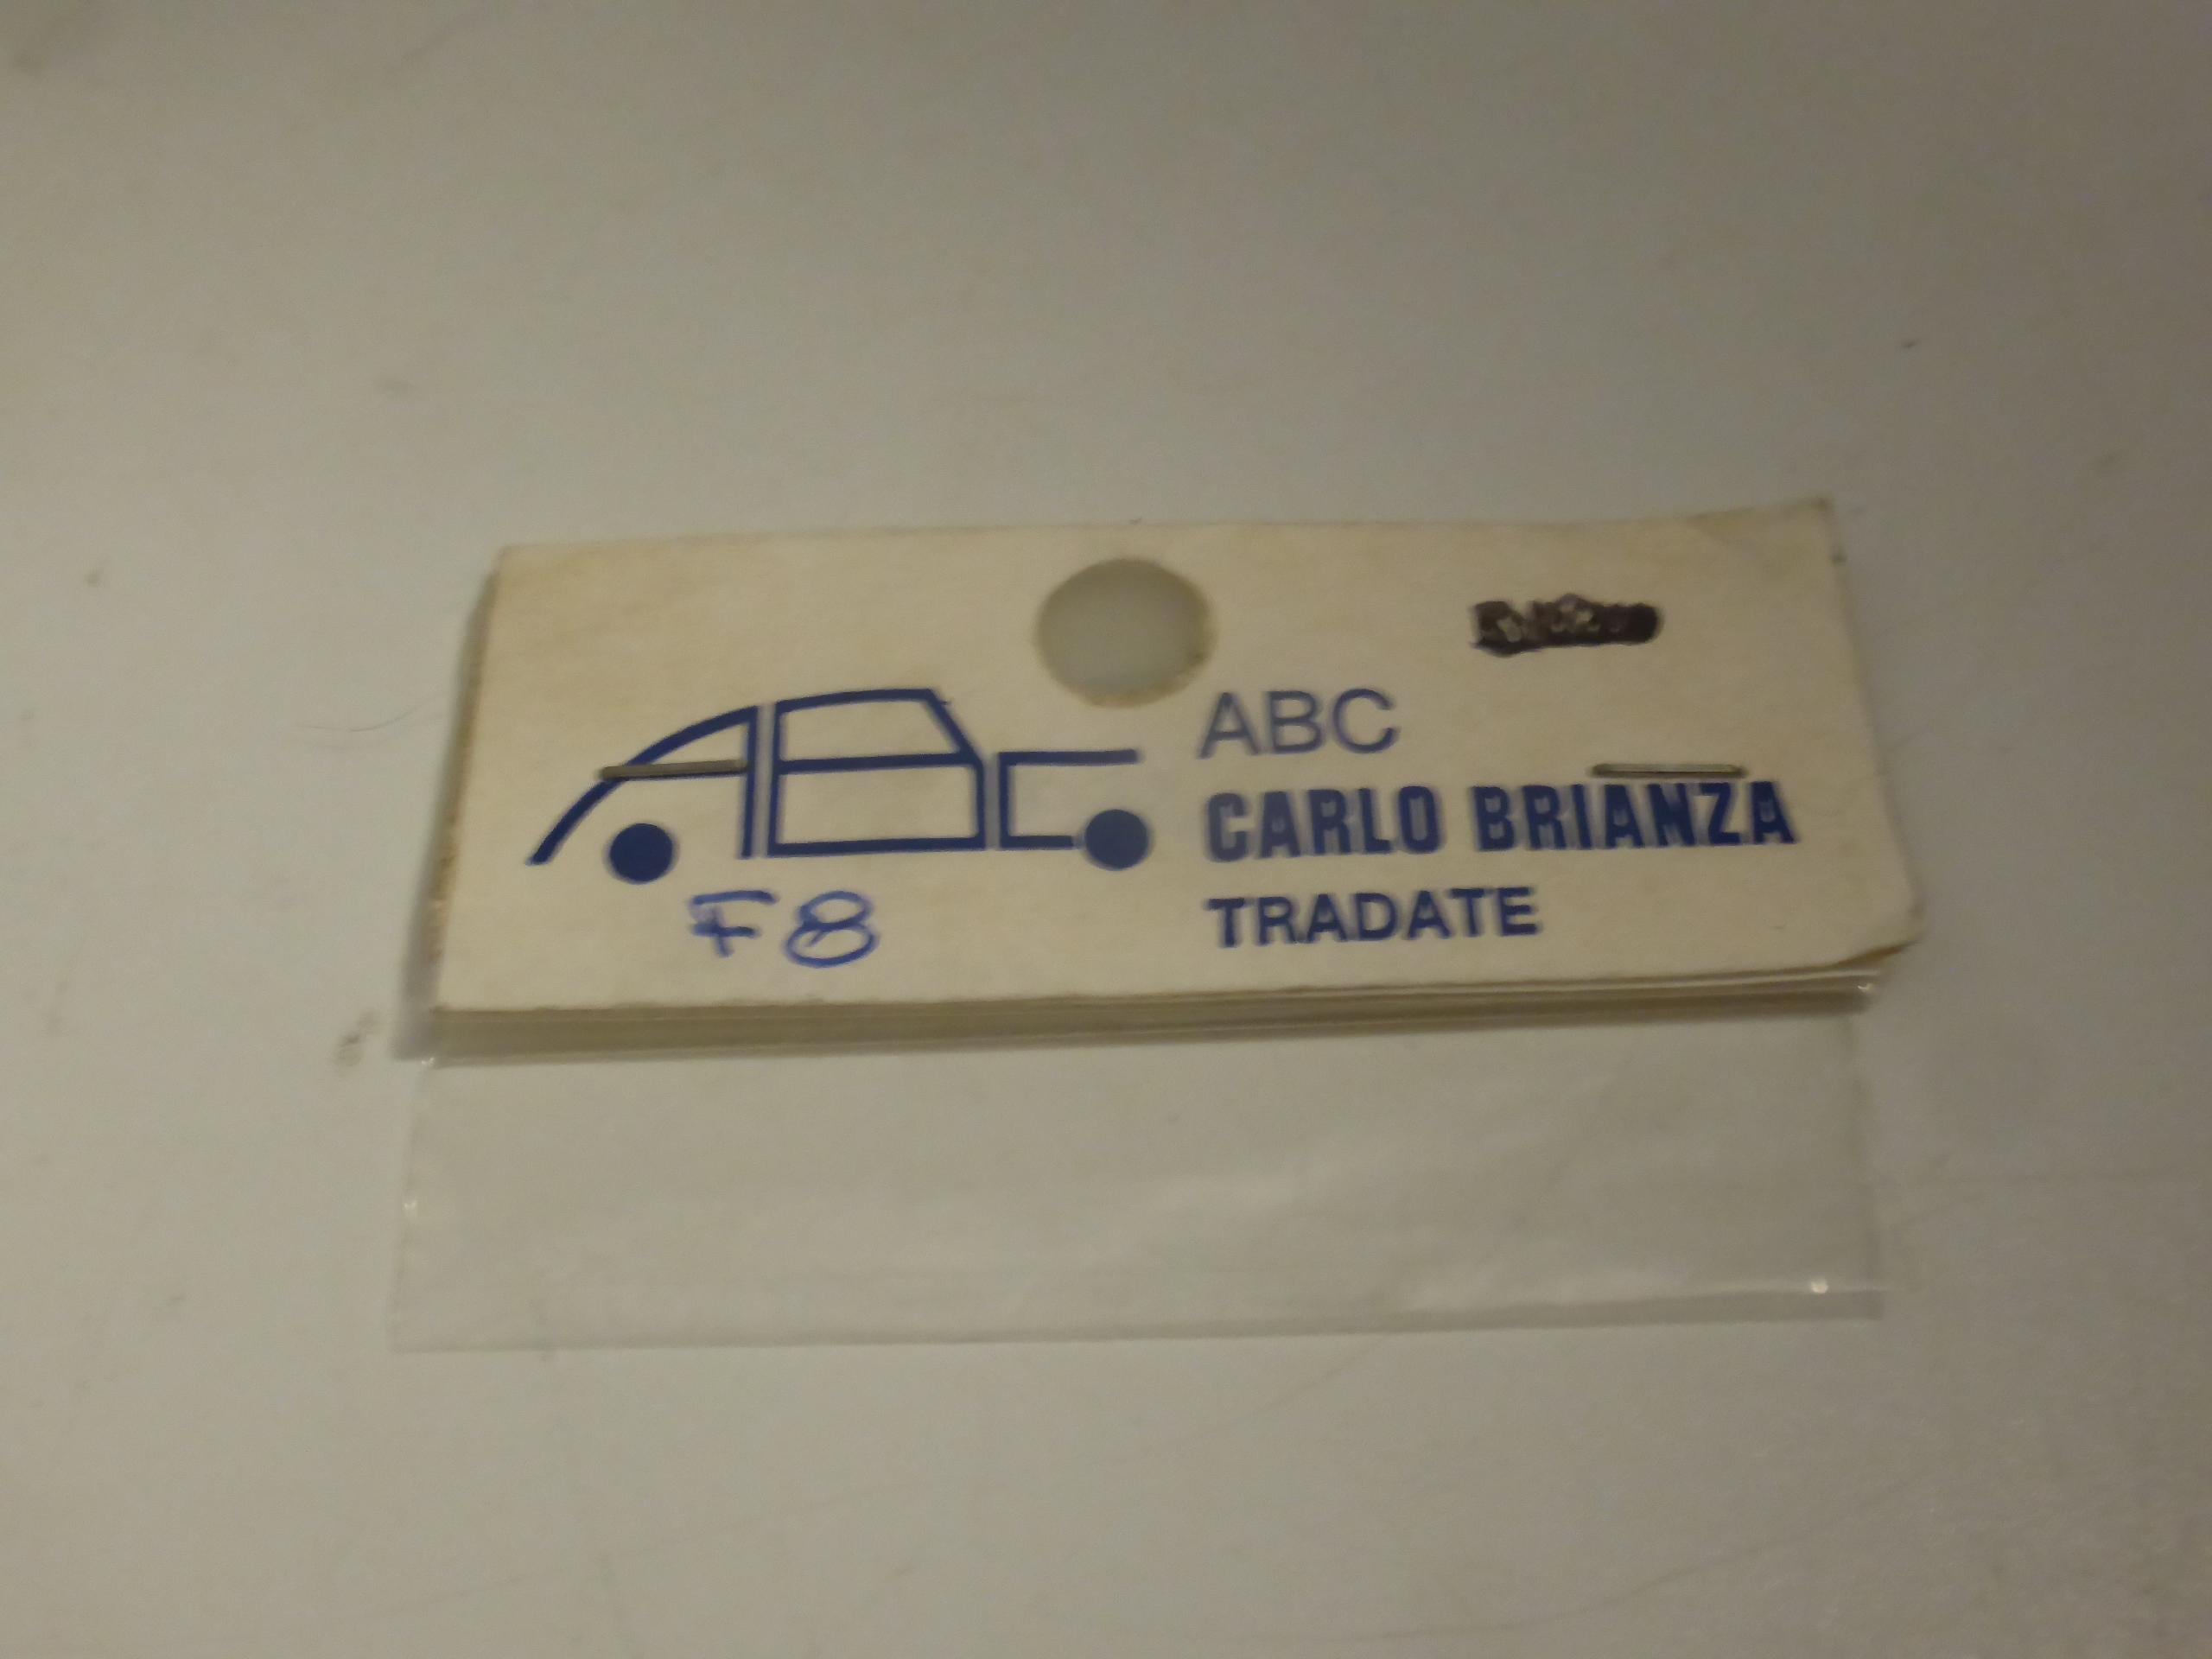 ABC
CARLO BRIANZA
TRADATE
F8